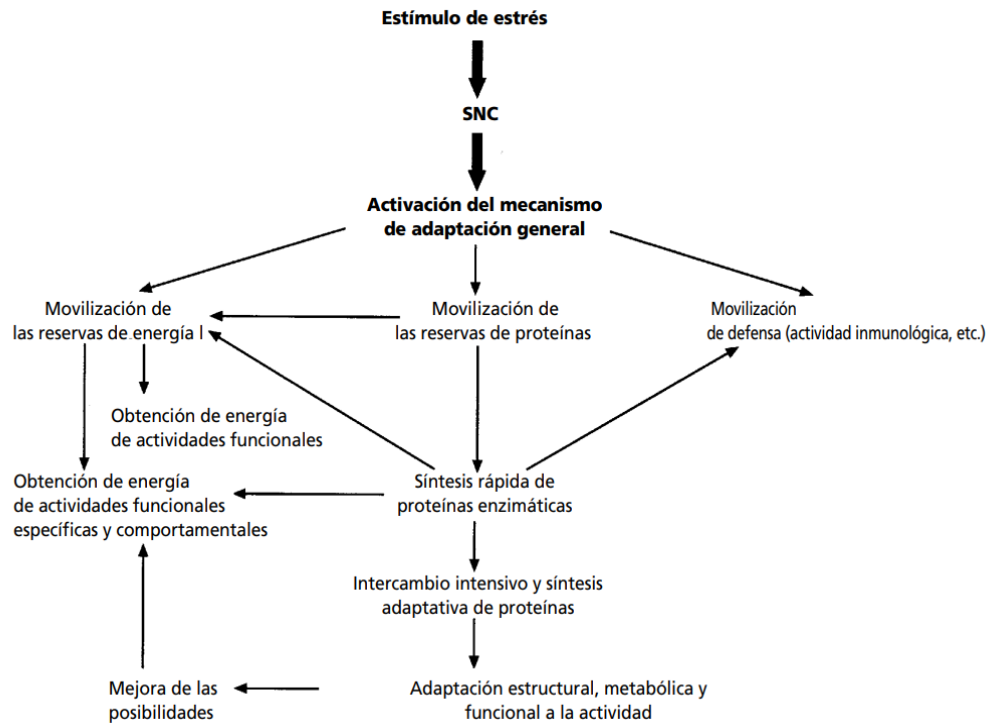 Estímulo de estrés
SNC
Activación del mecanismo
de adaptación general
Movilización de
las reservas de energía l
Movilización de
las reservas de proteínas
Movilización
de defensa (actividad inmunológica, etc.)
Obtención de energía
de actividades funcionales
Obtención de energía
de actividades funcionales
específicas y comportamentales
Síntesis rápida de
proteínas enzimáticas
Intercambio intensivo y síntesis
adaptativa de proteínas
Mejora de las
posibilidades
Adaptación estructural, metabólica y
funcional a la actividad